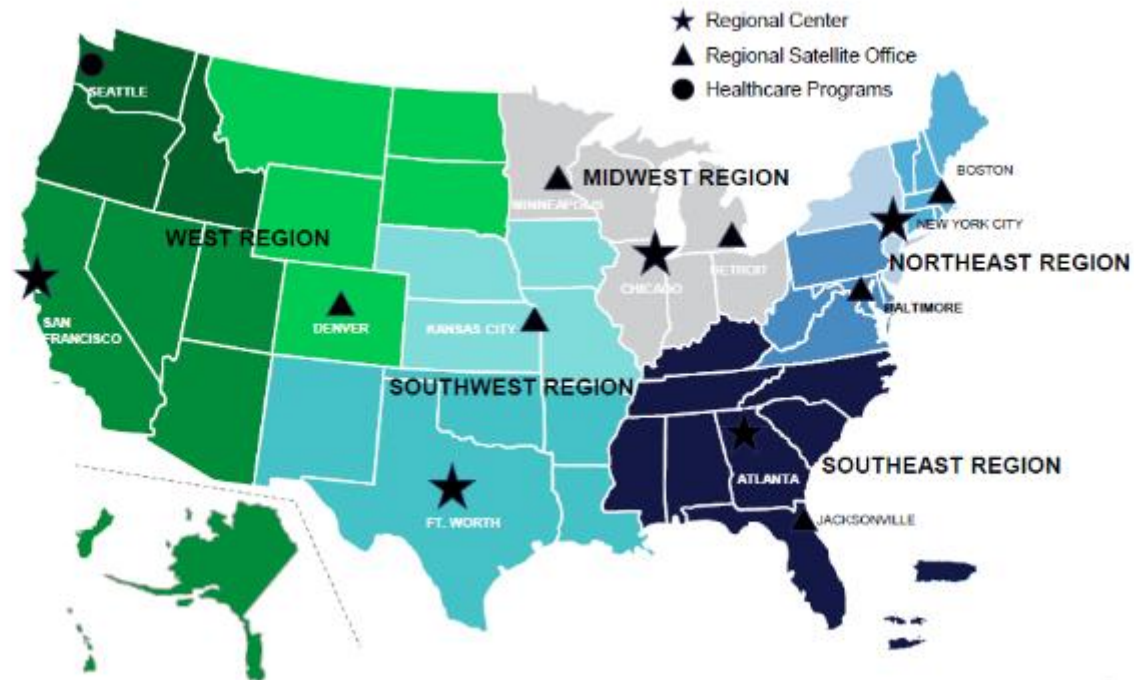 Regional Center
Regional Satellite Office
Healthcare Programs
SEATTLE
BOSTON
MIDWEST REGION
MINNEAPOLIS
NEW YORK CITY
WEST REGION
NORTHEAST REGION
DETROIT
CHICAGO
BALTIMORE
SAN
FRANCISCO
DENVER
KANSAS CITY
SOUTHWEST REGION
SOUTHEAST REGION
ATLANTA
FT. WORTH
JACKSONVILLE